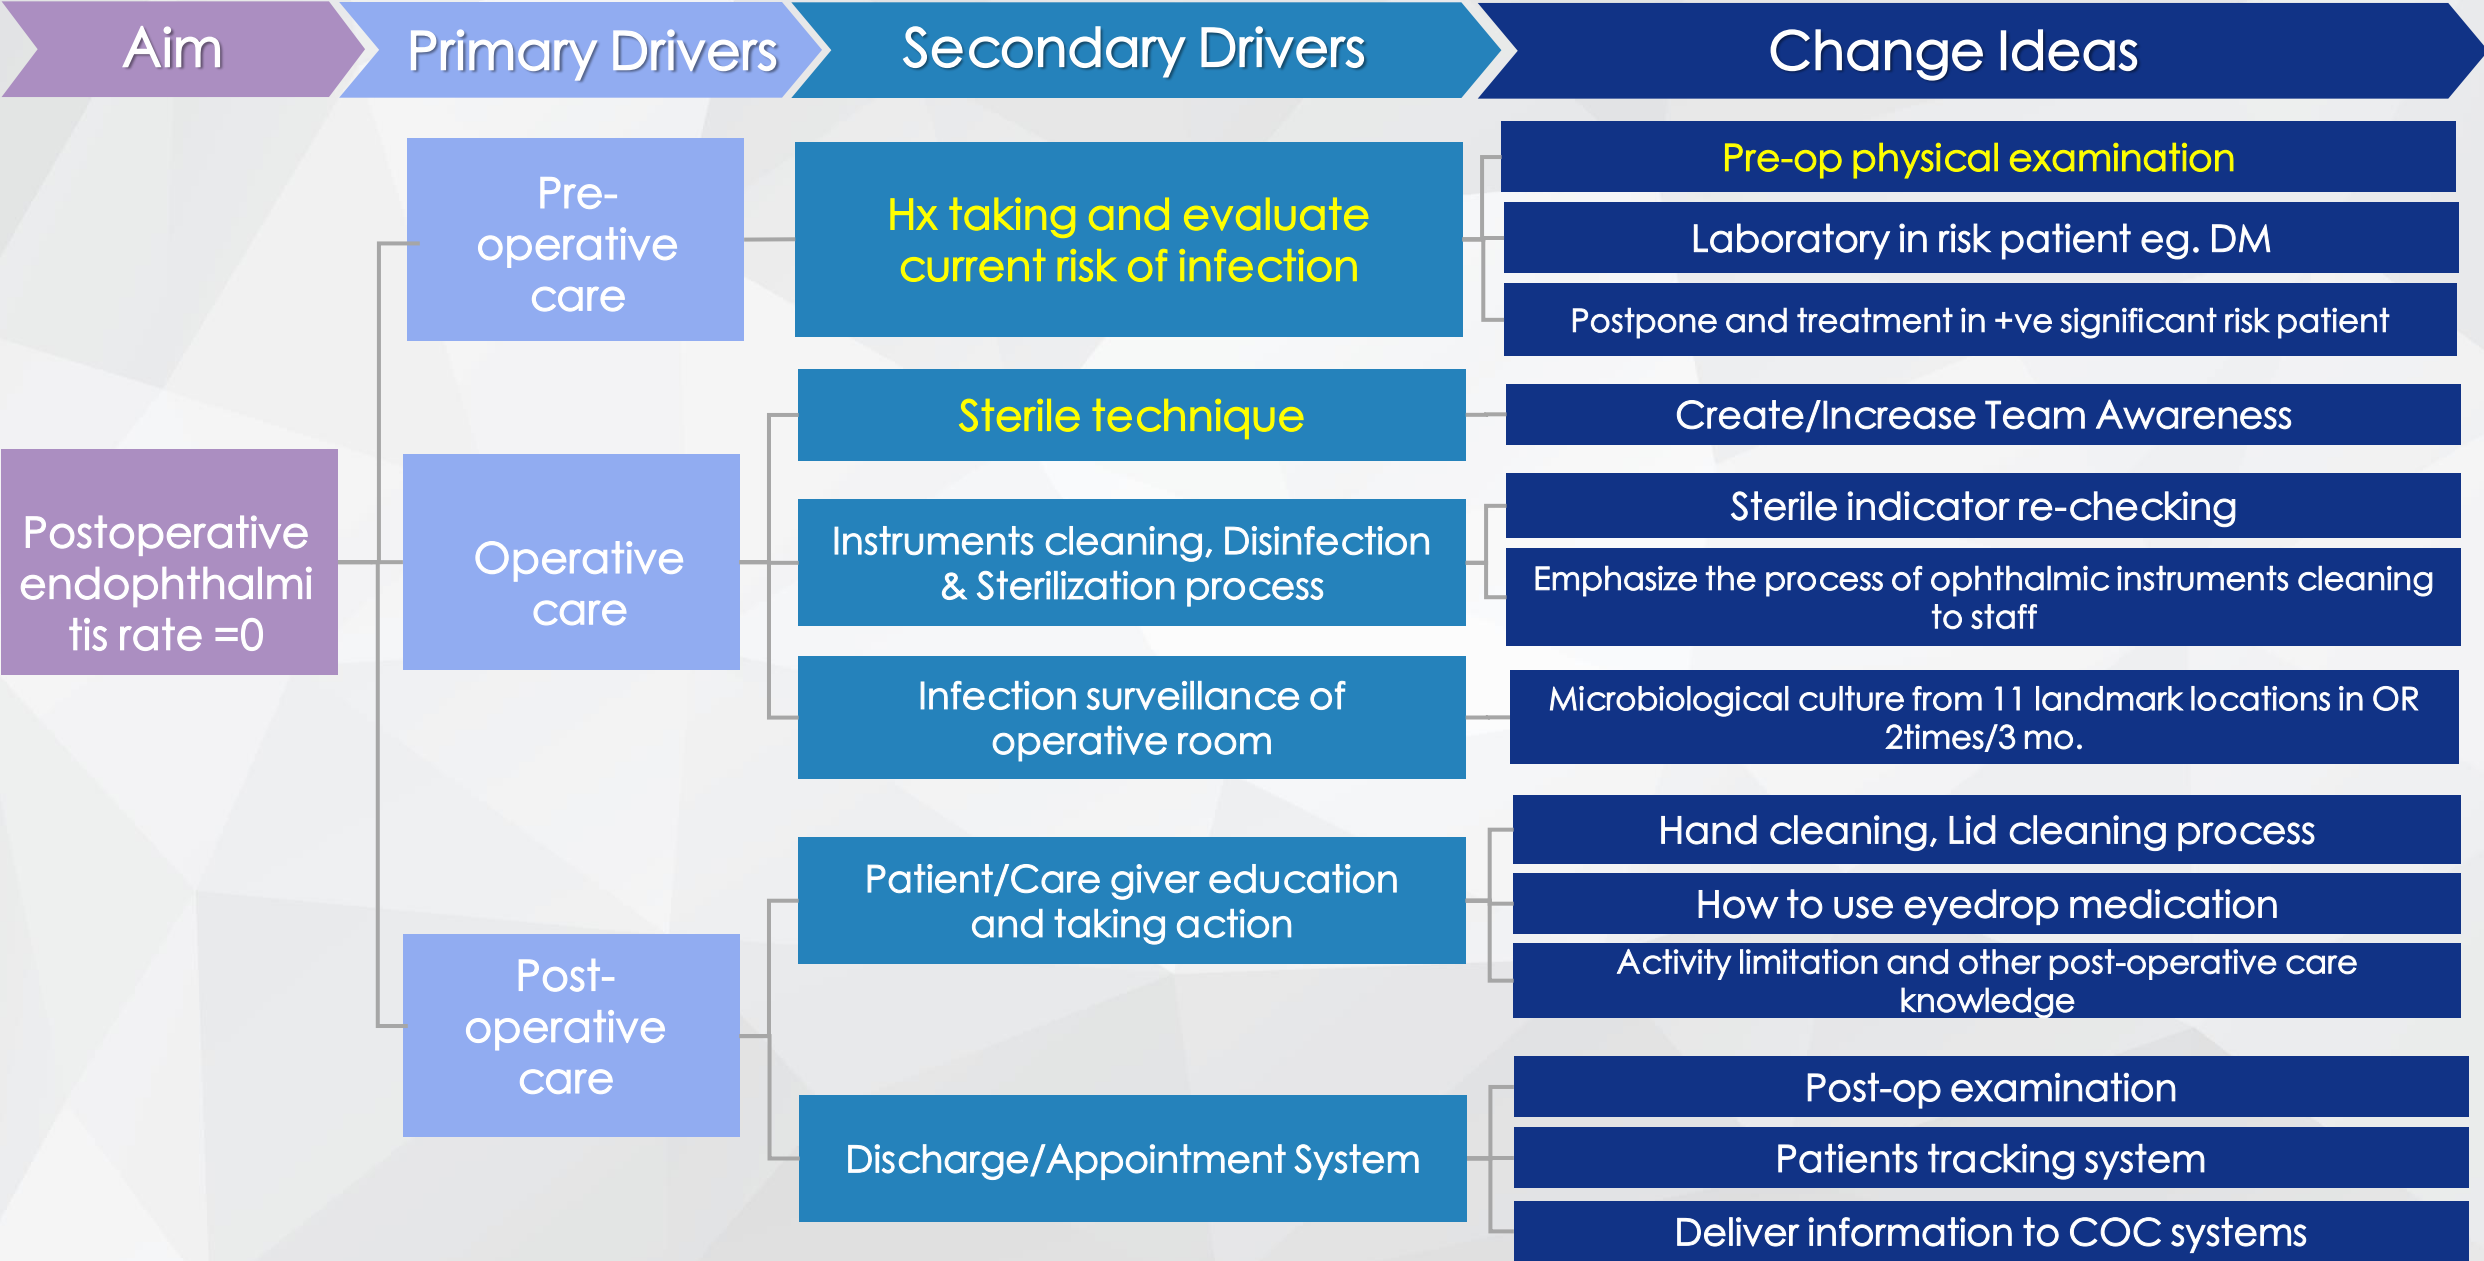 Aim
Primary Drivers
Secondary Drivers
Change Ideas
Postoperative
endophthalmi
tis rate =0
Pre-
operative
care
Hx taking and evaluate
current risk of infection
Pre-op physical examination
Laboratory in risk patient eg. DM
Postpone and treatment in +ve significant risk patient
Operative
care
Sterile technique
Create/Increase Team Awareness
Instruments cleaning, Disinfection
& Sterilization process
Sterile indicator re-checking
Emphasize the process of ophthalmic instruments cleaning
to staff
Infection surveillance of
operative room
Microbiological culture from 11 landmark locations in OR
2times/3 mo.
Post-
operative
care
Patient/Care giver education
and taking action
Hand cleaning, Lid cleaning process
How to use eyedrop medication
Activity limitation and other post-operative care
knowledge
Discharge/Appointment System
Post-op examination
Patients tracking system
Deliver information to COC systems